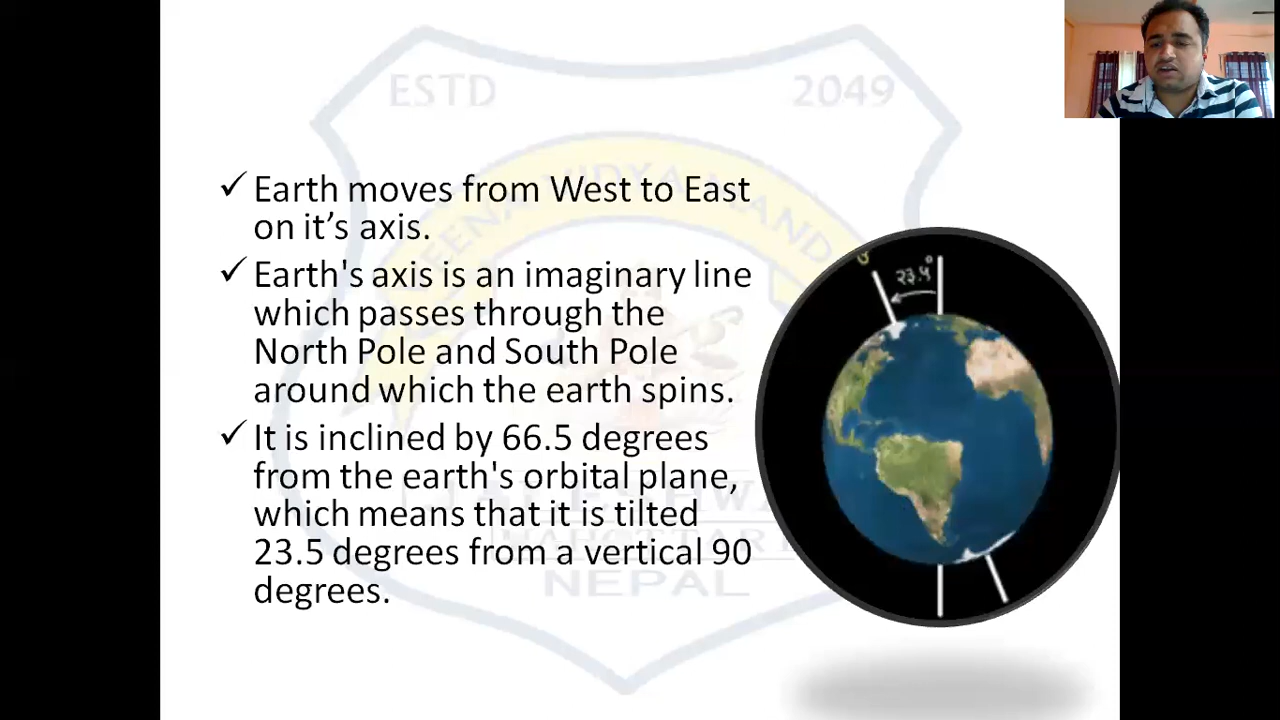 ESTD 2049
✓ Earth moves from West to East
on it’s axis.
✓ Earth's axis is an imaginary line
which passes through the
North Pole and South Pole
around which the earth spins.
✓ It is inclined by 66.5 degrees
from the earth's orbital plane,
which means that it is tilted
23.5 degrees from a vertical 90
degrees.
२३.५°
NEPAL